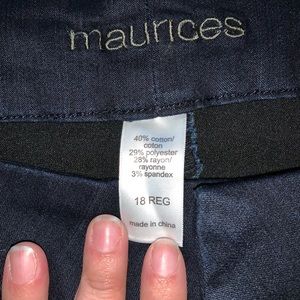 maurices
40% cotton/
coton
29% polyester
28% rayon/
rayonne
3% spandex
18 REG
made in china